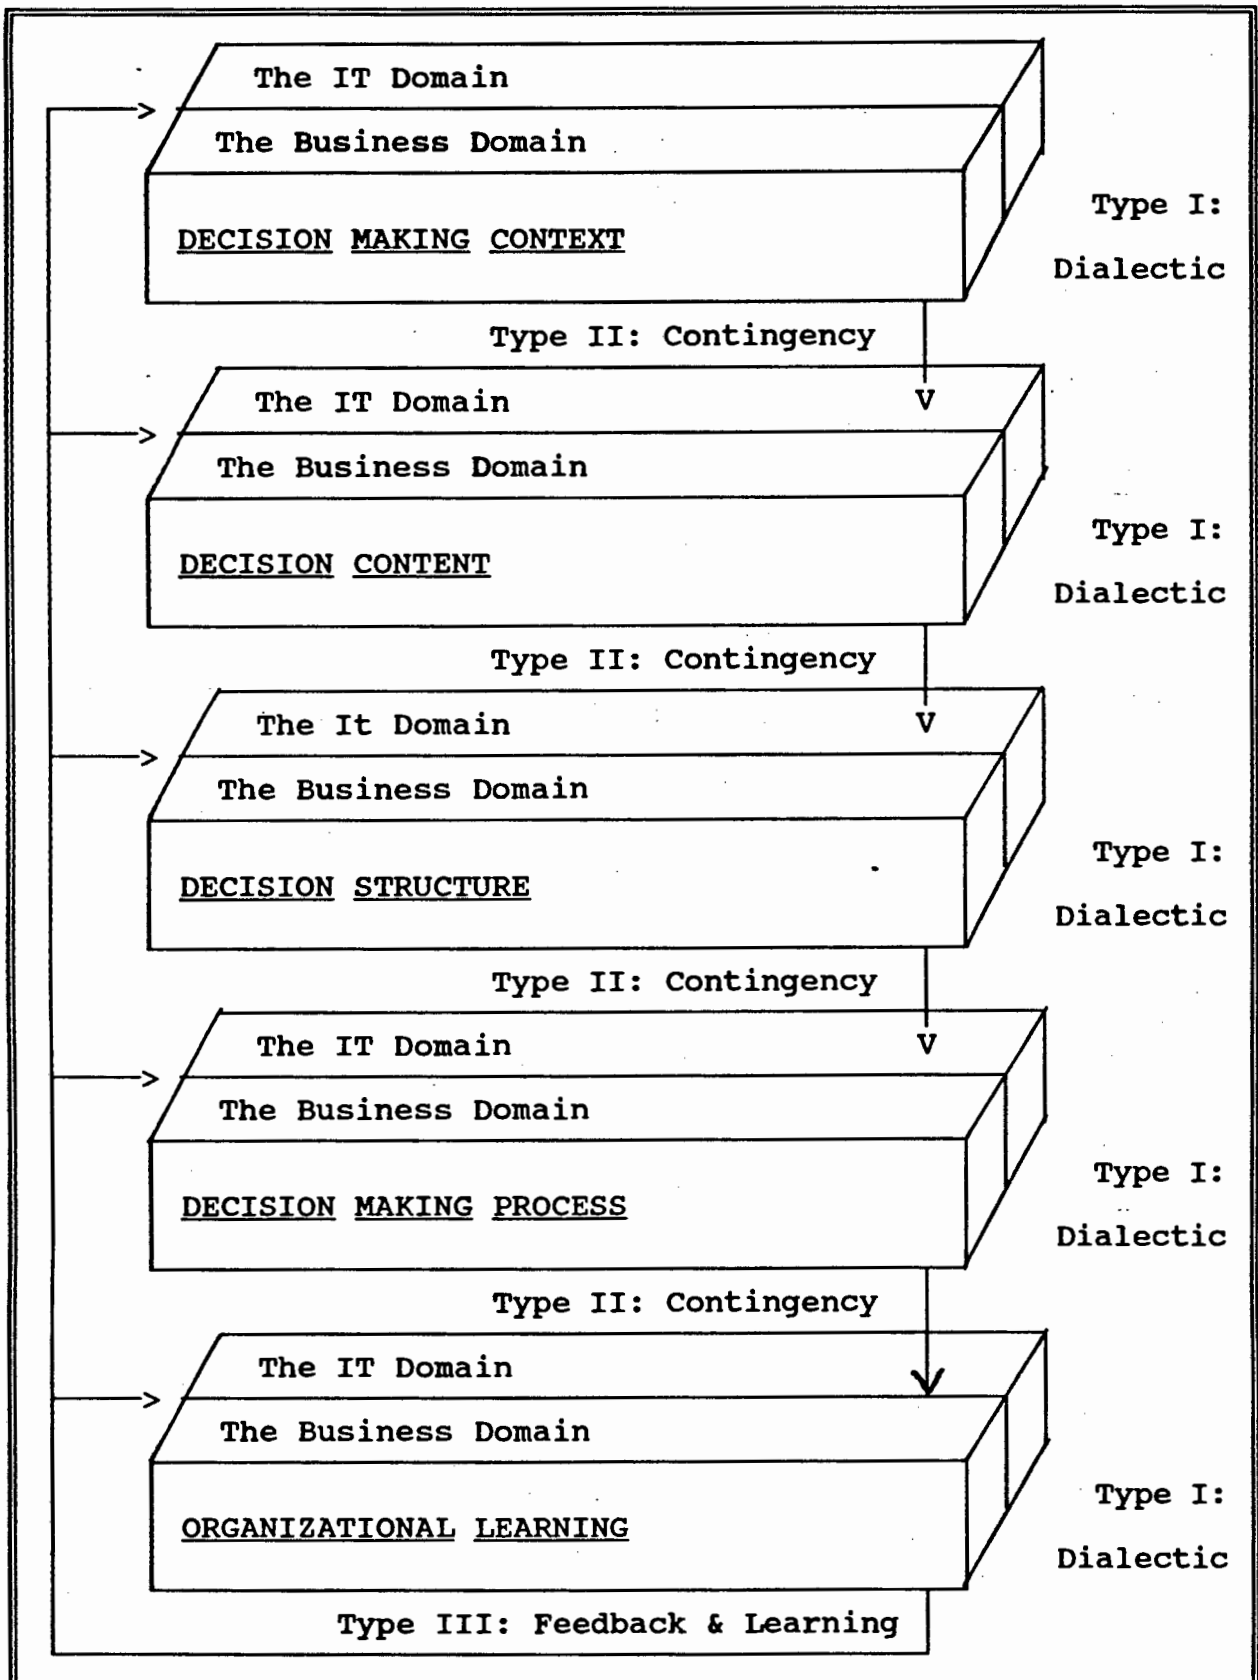 The IT Domain
The Business Domain
DECISION MAKING CONTEXT
Type I:
Dialectic
Type II: Contingency
The IT Domain
V
The Business Domain
DECISION CONTENT
Type I:
Dialectic
Type II: Contingency
The It Domain
V
The Business Domain
DECISION STRUCTURE
Type I:
Dialectic
Type II: Contingency
The IT Domain
V
The Business Domain
DECISION MAKING PROCESS
Type I:
Dialectic
Type II: Contingency
The IT Domain
The Business Domain
ORGANIZATIONAL LEARNING
Type I:
Dialectic
Type III: Feedback & Learning